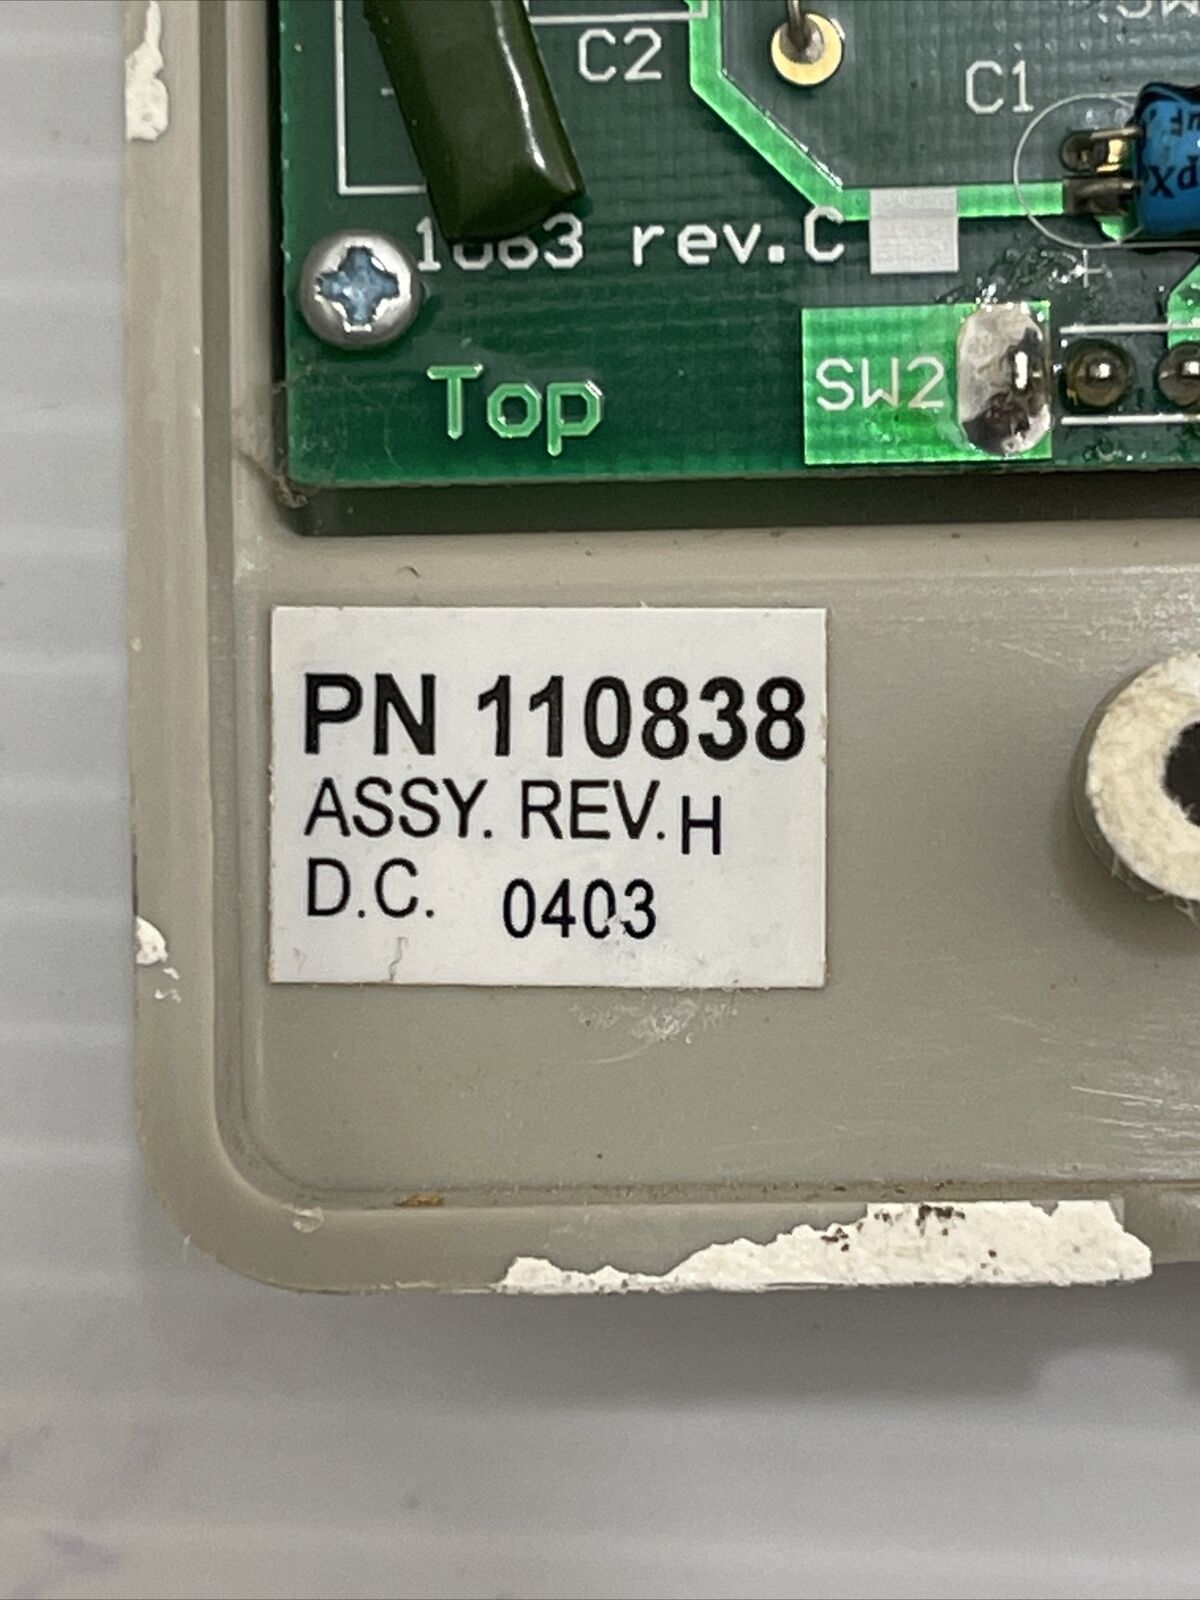 C2
C1
rev.C
Top
SW2
PN 110838
ASSY. REV. H
D.C. 0403